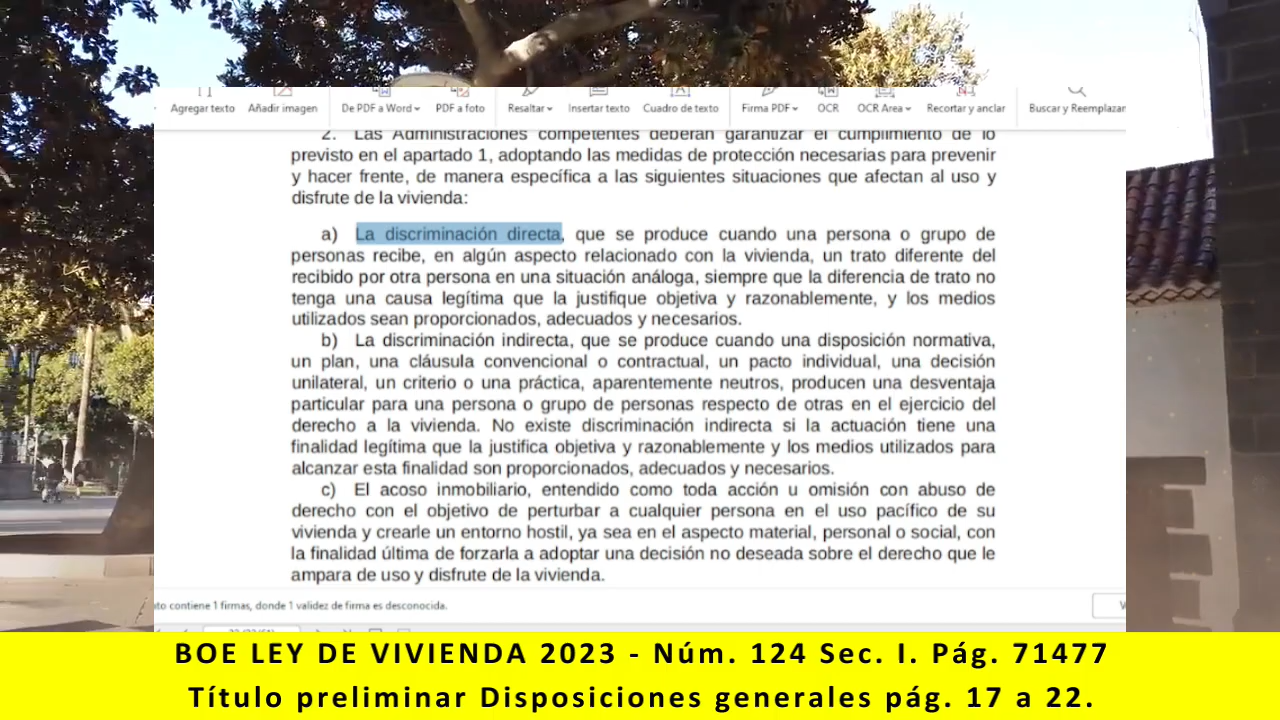 Agregar texto Añadir imagen De PDF a Word PDF a foto Resaltar Insertar texto Cuadro de texto Firma PDF OCR OCR Area Recortar y anclar Buscar y Reemplazar
2. Las Administraciones competentes deberán garantizar el cumplimiento de lo
previsto en el apartado 1, adoptando las medidas de protección necesarias para prevenir
y hacer frente, de manera específica a las siguientes situaciones que afectan al uso y
disfrute de la vivienda:
a) La discriminación directa, que se produce cuando una persona o grupo de
personas recibe, en algún aspecto relacionado con la vivienda, un trato diferente del
recibido por otra persona en una situación análoga, siempre que la diferencia de trato no
tenga una causa legítima que la justifique objetiva y razonablemente, y los medios
utilizados sean proporcionados, adecuados y necesarios.
b) La discriminación indirecta, que se produce cuando una disposición normativa,
un plan, una cláusula convencional o contractual, un pacto individual, una decisión
unilateral, un criterio o una práctica, aparentemente neutros, producen una desventaja
particular para una persona o grupo de personas respecto de otras en el ejercicio del
derecho a la vivienda. No existe discriminación indirecta si la actuación tiene una
finalidad legítima que la justifica objetiva y razonablemente y los medios utilizados para
alcanzar esta finalidad son proporcionados, adecuados y necesarios.
c) El acoso inmobiliario, entendido como toda acción u omisión con abuso de
derecho con el objetivo de perturbar a cualquier persona en el uso pacífico de su
vivienda y crearle un entorno hostil, ya sea en el aspecto material, personal o social, con
la finalidad última de forzarla a adoptar una decisión no deseada sobre el derecho que le
ampara de uso y disfrute de la vivienda.
contiene 1 firmas, donde 1 validez de firma es desconocida.
BOE LEY DE VIVIENDA 2023 - Núm. 124 Sec. I. Pág. 71477
Título preliminar Disposiciones generales pág. 17 a 22.